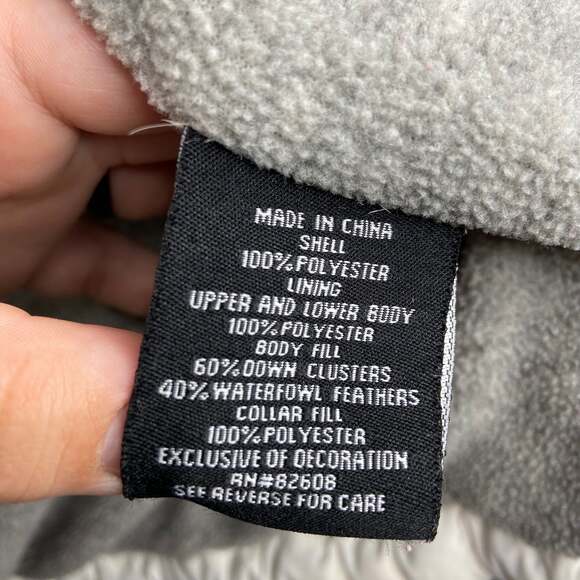 MADE IN CHINA
SHELL
100% POLYESTER
LINING
UPPER AND LOWER BODY
100% POLYESTER
BODY FILL
60% DOWN CLUSTERS
40% WATERFOWL FEATHERS
COLLAR FILL
100% POLYESTER
EXCLUSIVE OF DECORATION
RN#82608
SEE REVERSE FOR CARE